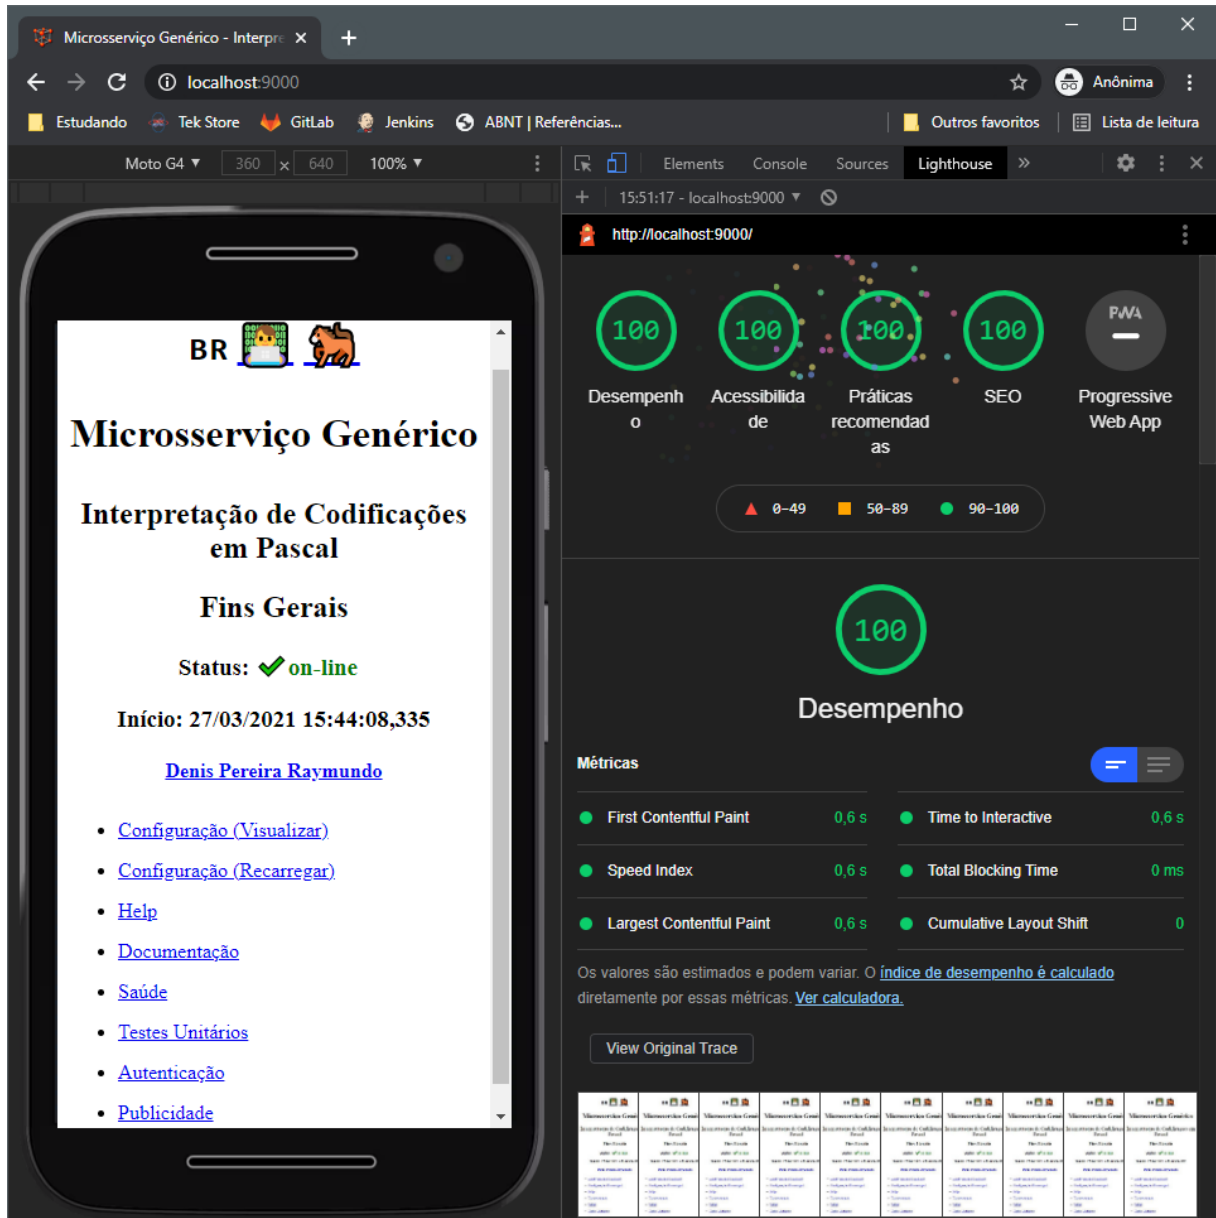 Microsserviço Genérico - Interpre
localhost:9000
Anônima
Estudando
Tek Store
GitLab
Jenkins
ABNT | Referências...
Outros favoritos
Lista de leitura
Moto G4 ▼ 360 × 640 100% ▼
BR
Microsserviço Genérico
Interpretação de Codificações
em Pascal
Fins Gerais
Status: ✔ on-line
Início: 27/03/2021 15:44:08,335
Denis Pereira Raymundo
• Configuração (Visualizar)
• Configuração (Recarregar)
• Help
• Documentação
• Saúde
• Testes Unitários
• Autenticação
• Publicidade
Elements Console Sources Lighthouse »
15:51:17 - localhost:9000 ▼
http://localhost:9000/
100 100 100 100 PWA
Desempenh
o
Acessibilida
de
Práticas
recomendad
as
SEO
Progressive
Web App
0–49 50–89 90–100
100
Desempenho
Métricas
First Contentful Paint 0,6 s
Time to Interactive 0,6 s
Speed Index 0,6 s
Total Blocking Time 0 ms
Largest Contentful Paint 0,6 s
Cumulative Layout Shift 0
Os valores são estimados e podem variar. O índice de desempenho é calculado
diretamente por essas métricas. Ver calculadora.
View Original Trace